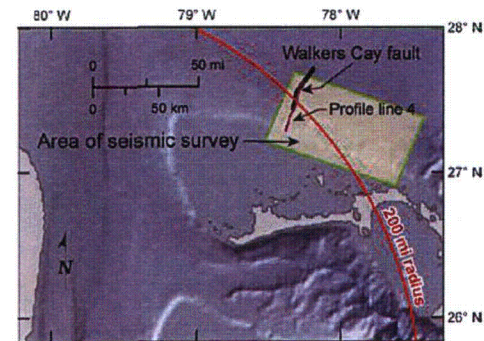 80° W
79° W
78° W
28° N
Walkers Cay fault
0 50 mi
0 50 km
Profile line 4
Area of seismic survey
27° N
200 mi radius
N
26° N